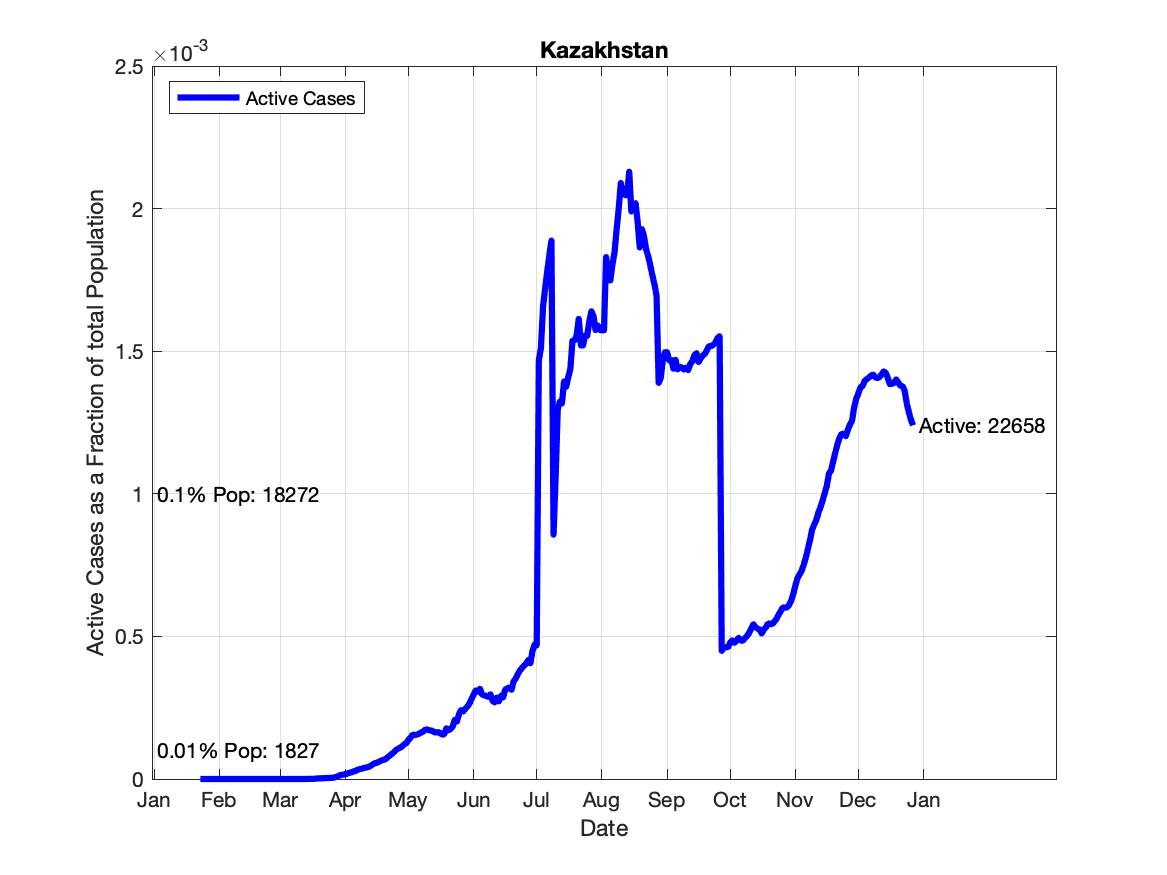 Kazakhstan
×10-3
2.5
2
1.5
1
0.5
0
Active Cases
Active Cases as a Fraction of total Population
0.1% Pop: 18272
0.01% Pop: 1827
Active: 22658
Jan Feb Mar Apr May Jun Jul Aug Sep Oct Nov Dec Jan
Date